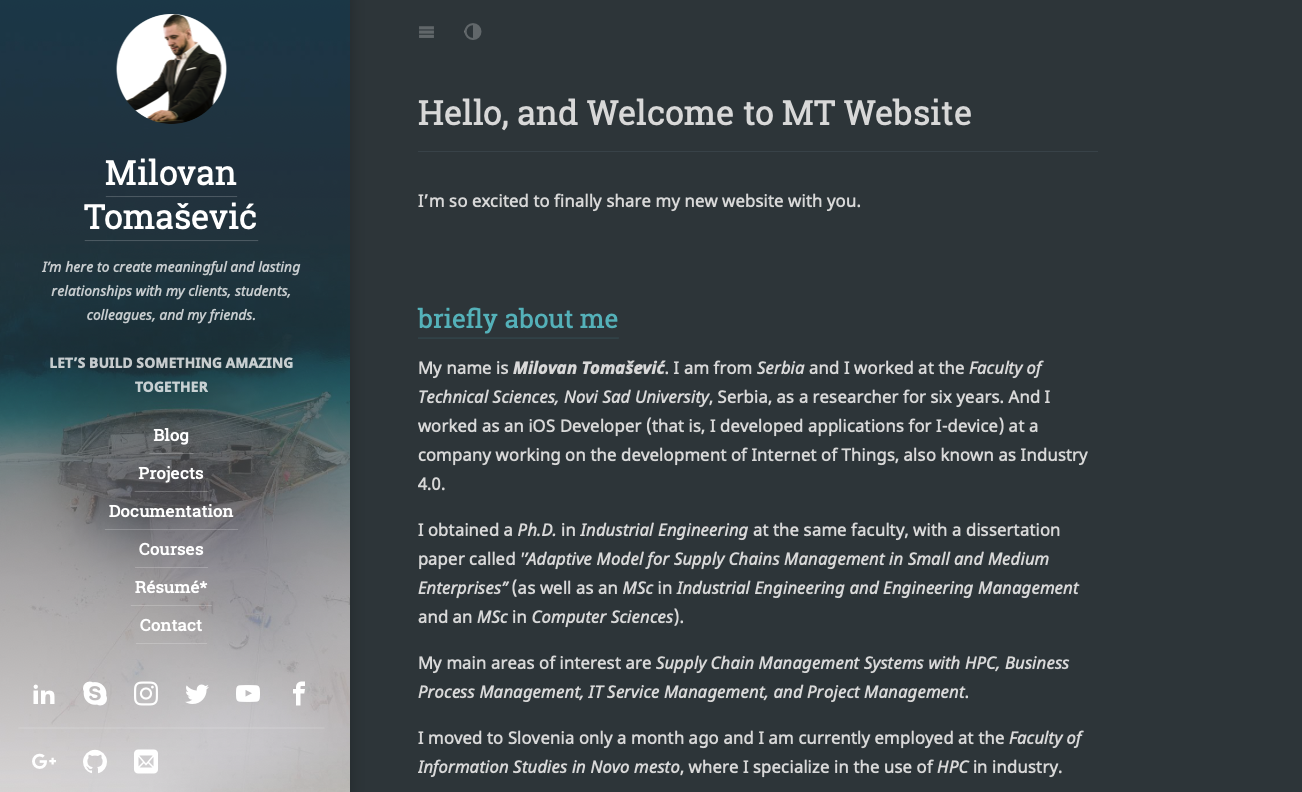 Milovan
Tomašević
I'm here to create meaningful and lasting
relationships with my clients, students,
colleagues, and my friends.
LET'S BUILD SOMETHING AMAZING
TOGETHER
Blog
Projects
Documentation
Courses
Résumé*
Contact
Hello, and Welcome to MT Website
I'm so excited to finally share my new website with you.
briefly about me
My name is Milovan Tomašević. I am from Serbia and I worked at the Faculty of
Technical Sciences, Novi Sad University, Serbia, as a researcher for six years. And I
worked as an iOS Developer (that is, I developed applications for I-device) at a
company working on the development of Internet of Things, also known as Industry
4.0.
I obtained a Ph.D. in Industrial Engineering at the same faculty, with a dissertation
paper called "Adaptive Model for Supply Chains Management in Small and Medium
Enterprises" (as well as an MSc in Industrial Engineering and Engineering Management
and an MSc in Computer Sciences).
My main areas of interest are Supply Chain Management Systems with HPC, Business
Process Management, IT Service Management, and Project Management.
I moved to Slovenia only a month ago and I am currently employed at the Faculty of
Information Studies in Novo mesto, where I specialize in the use of HPC in industry.